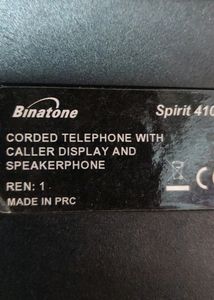 Binatone Spirit 410
CORDED TELEPHONE WITH
CALLER DISPLAY AND
SPEAKERPHONE
REN: 1
MADE IN PRC